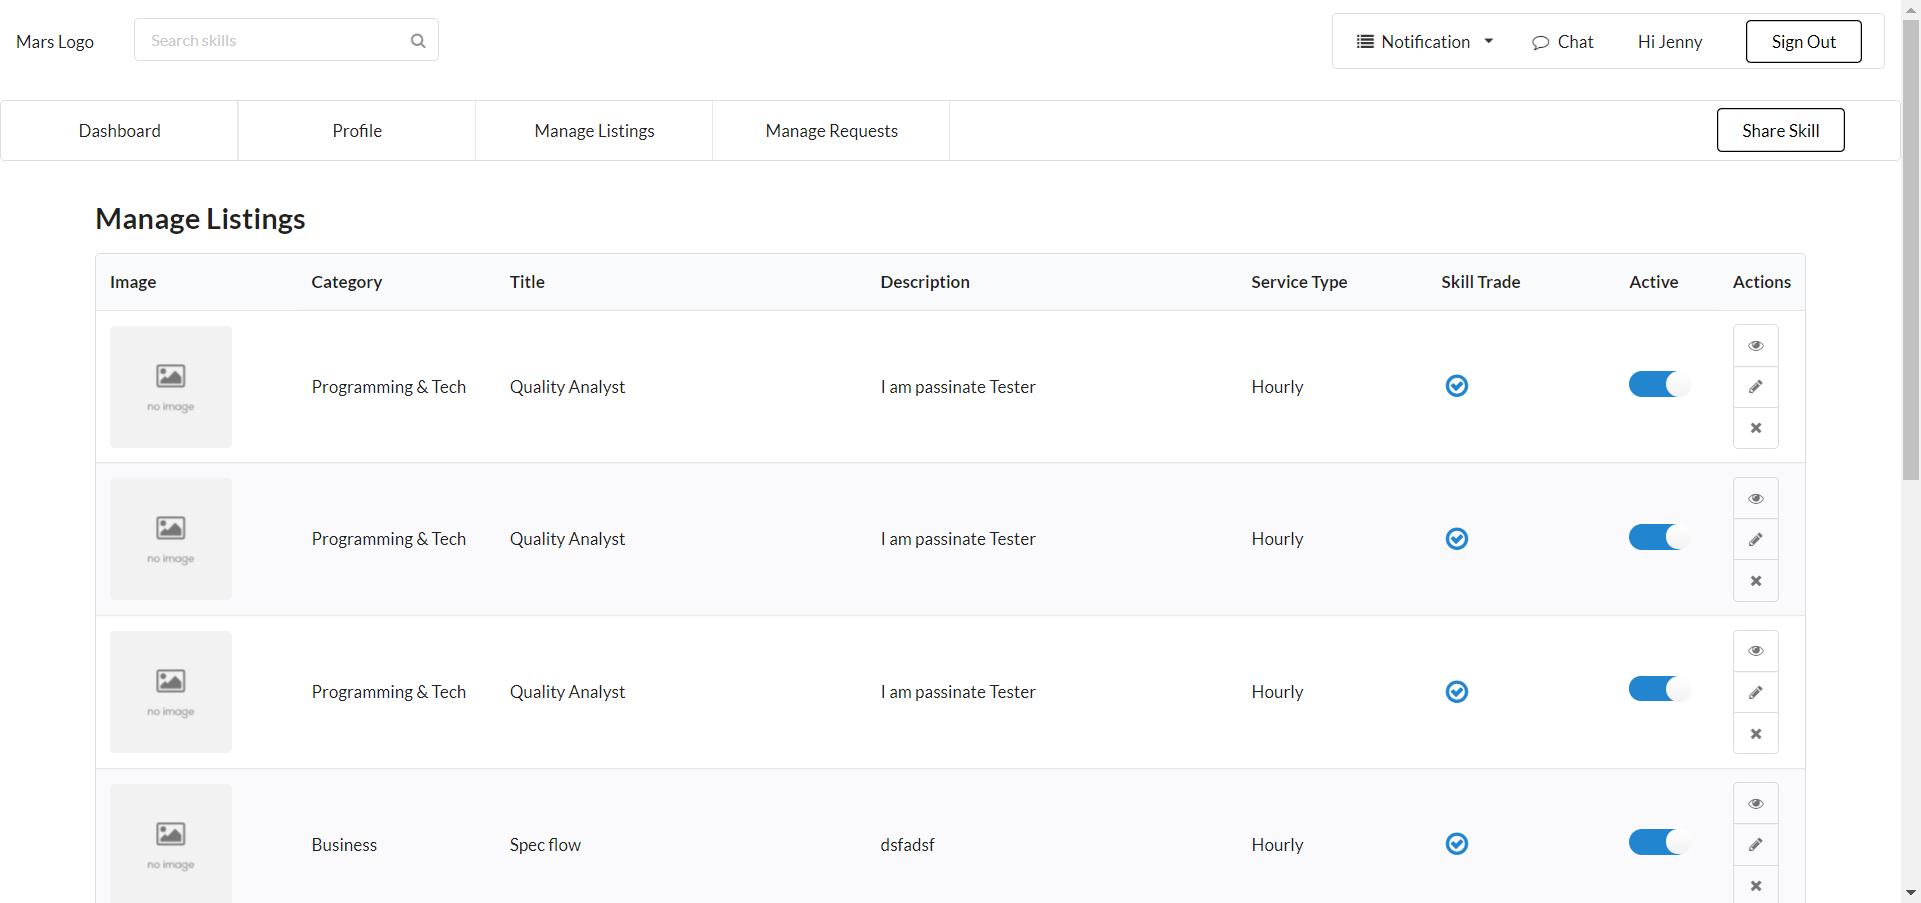 Mars Logo
Search skills
Notification
Chat
Hi Jenny
Sign Out
Dashboard
Profile
Manage Listings
Manage Requests
Share Skill
Manage Listings
Image Category Title Description Service Type Skill Trade Active Actions
no image
Programming & Tech Quality Analyst I am passinate Tester Hourly
no image
Programming & Tech Quality Analyst I am passinate Tester Hourly
no image
Programming & Tech Quality Analyst I am passinate Tester Hourly
no image
Business Spec flow dsfadsf Hourly